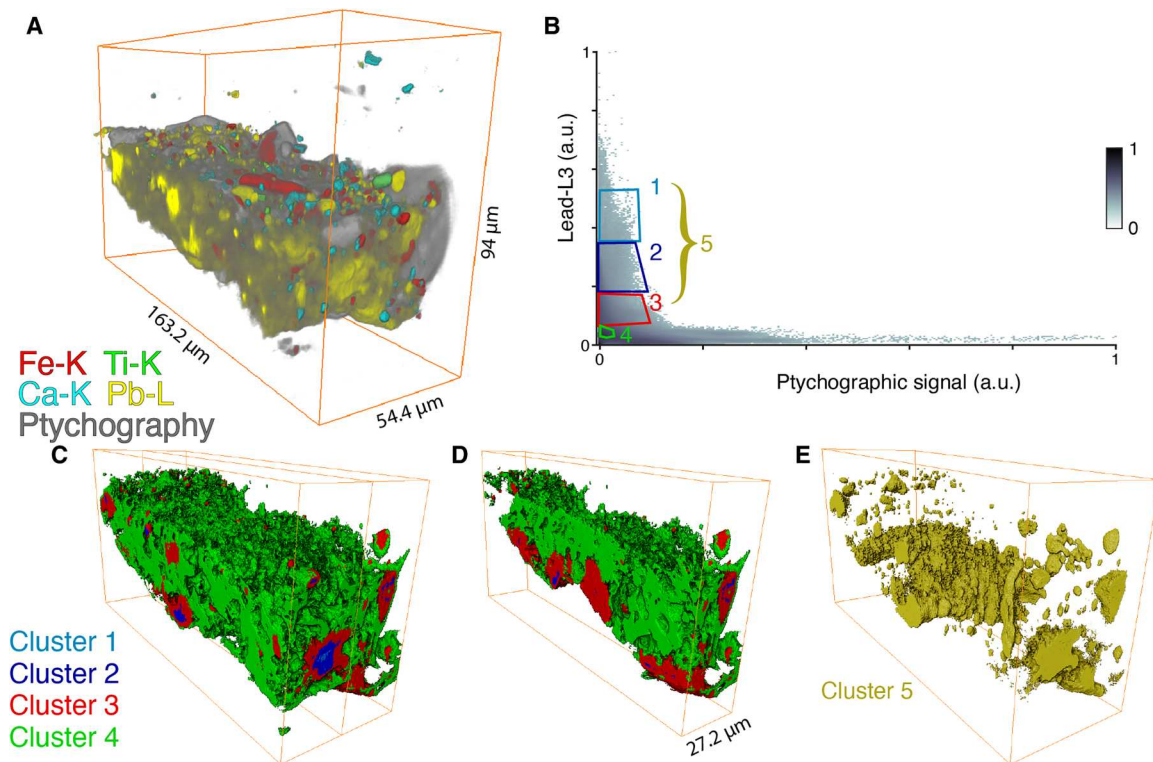 A
163.2 µm
54.4 µm
94 µm
Fe-K Ti-K
Ca-K Pb-L
Ptychography
B
1
Lead-L3 (a.u.)
0
0
1
Ptychographic signal (a.u.)
1
2
3
4
5
1
0
C
Cluster 1
Cluster 2
Cluster 3
Cluster 4
D
27.2 µm
E
Cluster 5